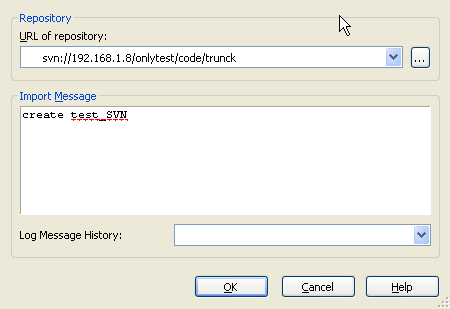 Repository
URL of repository:
svn://192.168.1.8/onlytest/code/trunck
...
Import Message
create test_SVN
Log Message History:
OK Cancel Help